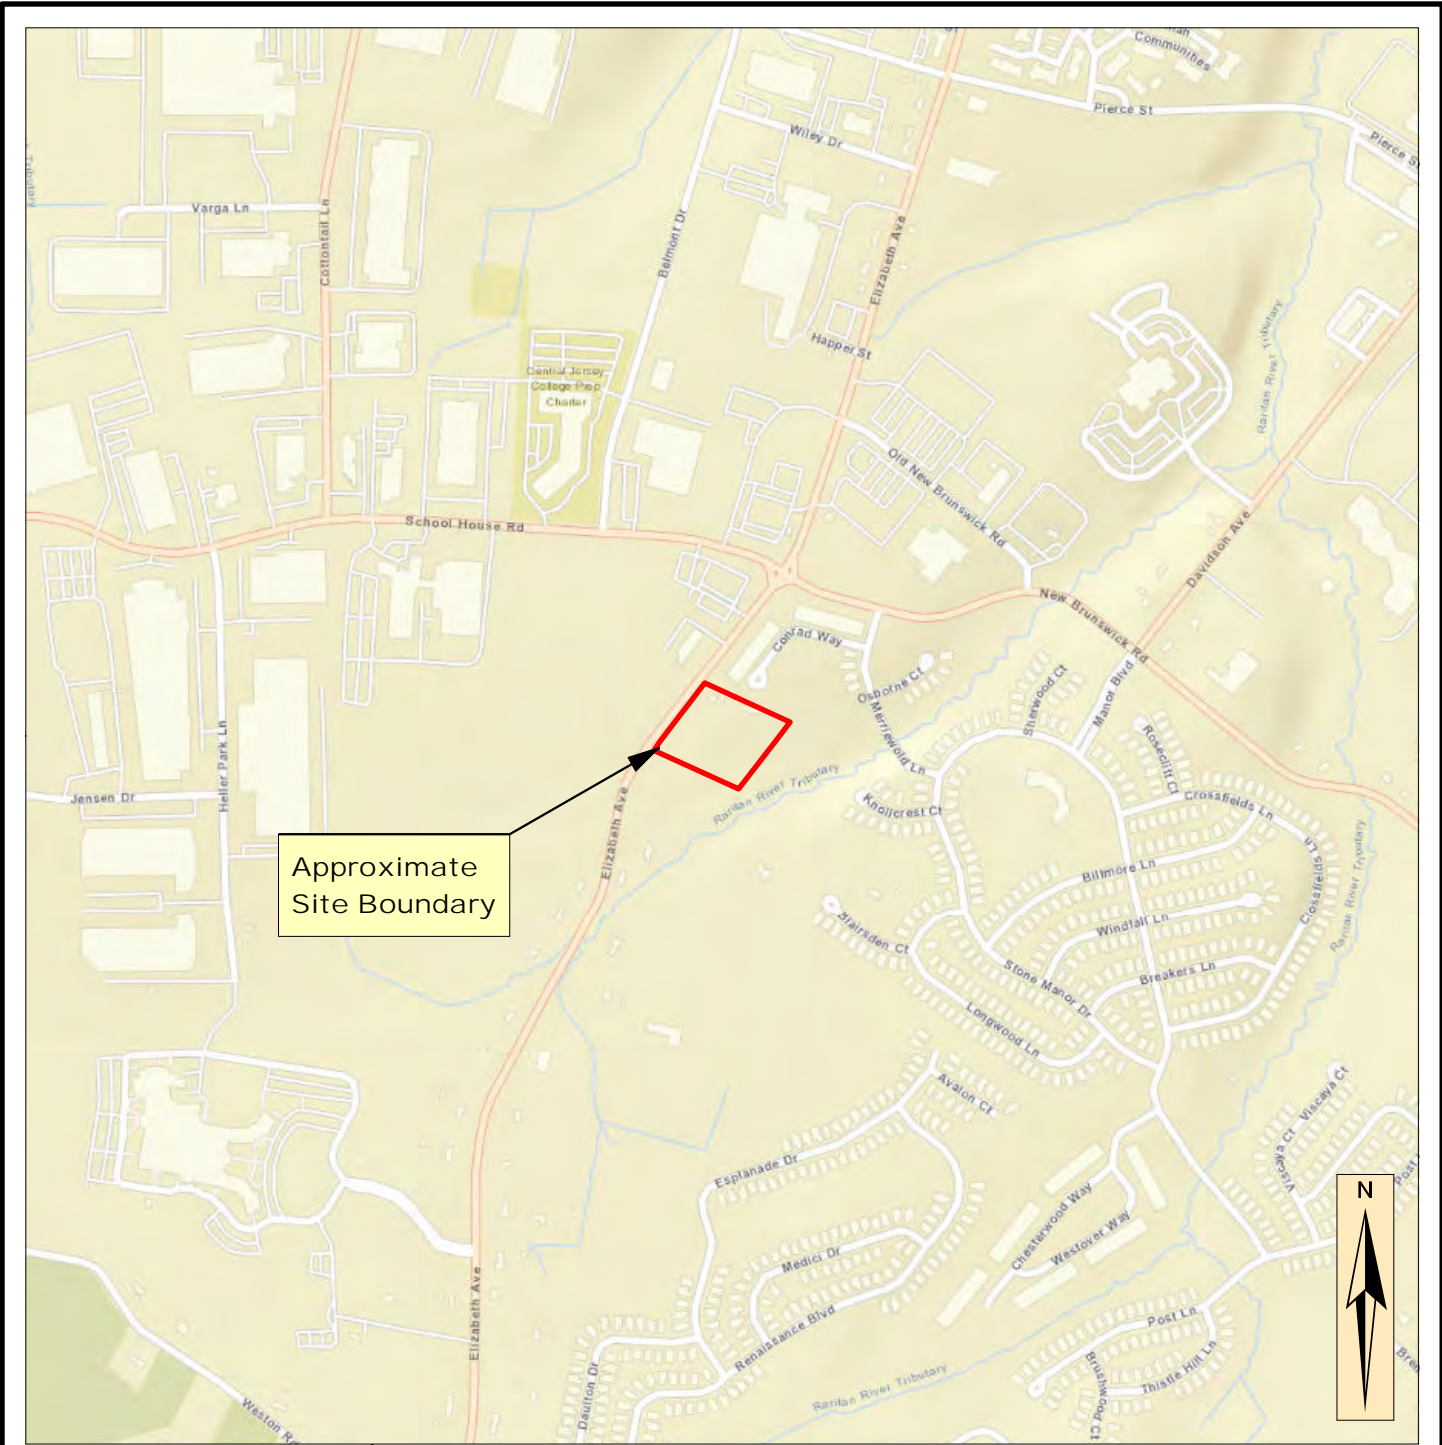 Communities
Pierce St
Pierce St
Wiley Dr
Tributary
Varga Ln
Cottontail Ln
Belmont Dr
Elizabeth Ave
Raritan River Tributary
Happer St
Central Jersey
College Prep
Charter
Old New Brunswick Rd
School House Rd
Davidson Ave
New Brunswick Rd
Conrad Way
Osborne Ct
Merriewold Ln
Sherwood Ct
Manor Blvd
Rosecliff Ct
Heller Park Ln
Jensen Dr
Raritan River Tributary
Knollcrest Ct
Crossfields Ln
Elizabeth Ave
Approximate
Site Boundary
Biltmore Ln
Crossfields Ln
Raritan River Tributary
Windfall Ln
Blairsden Ct
Stone Manor Dr
Breakers Ln
Longwood Ln
Avalon Ct
Viscaya Ct
Viscaya Ct
Esplanade Dr
Post
N
Chesterwood Way
Westover Way
Medici Dr
Elizabeth Ave
Renaissance Blvd
Post Ln
Thistle Hill Ln
Brushwood Ct
Daulton Dr
Raritan River Tributary
Weston Rd